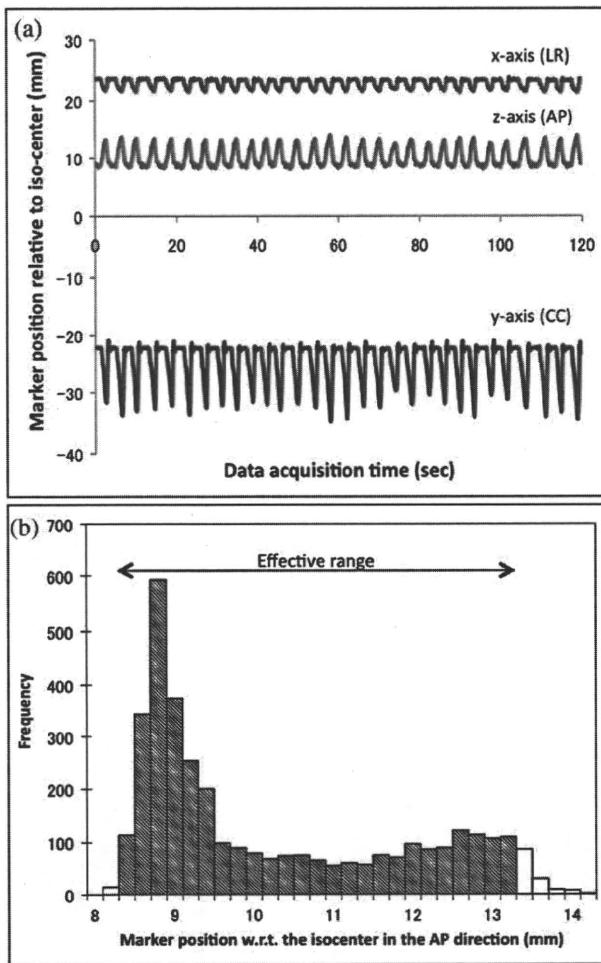 (a)
30
20
10
0
-10
-20
-30
-40
Marker position relative to iso-center (mm)
x-axis (LR)
z-axis (AP)
0 20 40 60 80 100 120
y-axis (CC)
Data acquisition time (sec)
(b)
700
600
500
400
300
200
100
0
Frequency
Effective range
8 9 10 11 12 13 14
Marker position w.r.t. the isocenter in the AP direction (mm)